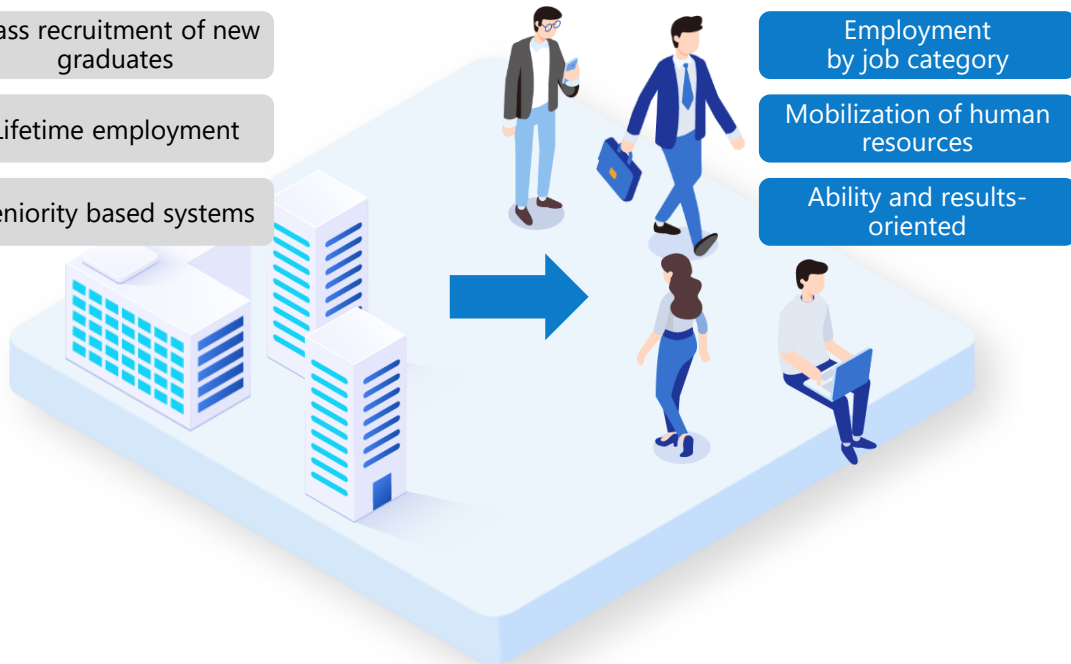 ass recruitment of new
graduates
Lifetime employment
eniority based systems
Employment
by job category
Mobilization of human
resources
Ability and results-
oriented